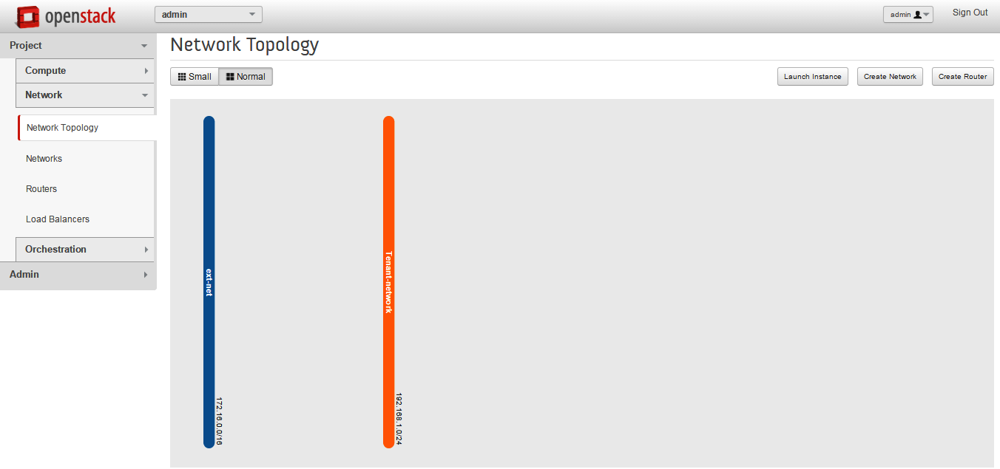 openstack
admin
admin
Sign Out
Project
Compute
Network
Network Topology
Networks
Routers
Load Balancers
Orchestration
Admin
Network Topology
Small
Normal
Launch Instance
Create Network
Create Router
ext-net
172.16.0.0/16
Tenant-network
192.168.1.0/24